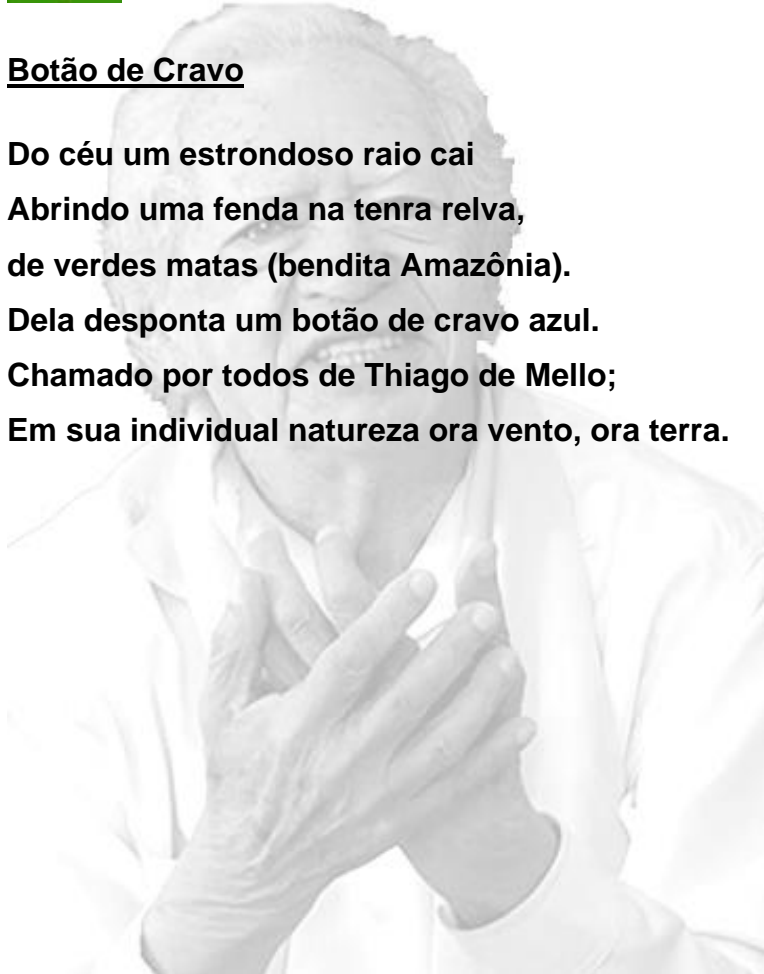 Botão de Cravo
Do céu um estrondoso raio cai
Abrindo uma fenda na tenra relva,
de verdes matas (bendita Amazônia).
Dela desponta um botão de cravo azul.
Chamado por todos de Thiago de Mello;
Em sua individual natureza ora vento, ora terra.